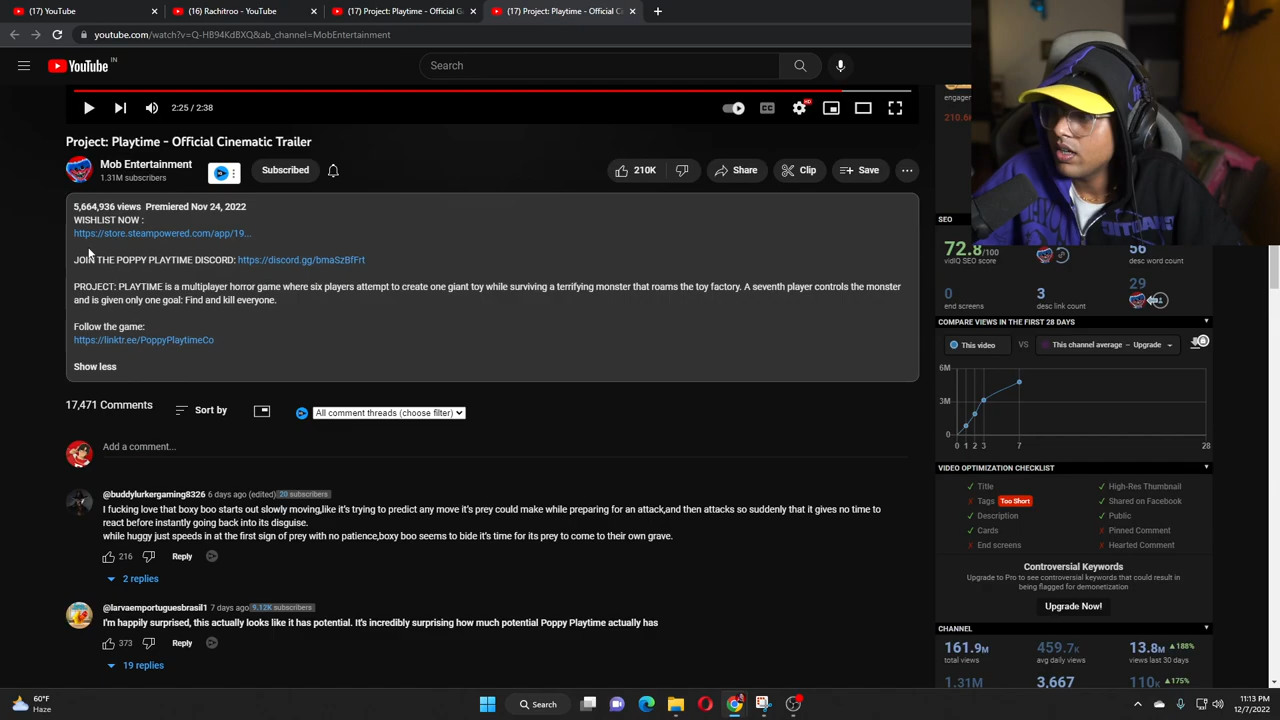 (17) YouTube
(16) Rachitroo - YouTube
(17) Project: Playtime - Official G
(17) Project: Playtime - Official C
youtube.com/watch?v=Q-HB94KdBXQ&ab_channel=MobEntertainment
YouTube IN
Search
2:25 / 2:38
CC
HD
Project: Playtime - Official Cinematic Trailer
Mob Entertainment
1.31M subscribers
Subscribed
210K
Share
Clip
Save
5,664,936 views Premiered Nov 24, 2022
WISHLIST NOW :
https://store.steampowered.com/app/19...
JOIN THE POPPY PLAYTIME DISCORD: https://discord.gg/bmaSzBfFrt
PROJECT: PLAYTIME is a multiplayer horror game where six players attempt to create one giant toy while surviving a terrifying monster that roams the toy factory. A seventh player controls the monster
and is given only one goal: Find and kill everyone.
Follow the game:
https://linktr.ee/PoppyPlaytimeCo
Show less
17,471 Comments
Sort by
All comment threads (choose filter)
Add a comment...
@buddylurkergaming8326 6 days ago (edited) 20 subscribers
I fucking love that boxy boo starts out slowly moving,like it's trying to predict any move it's prey could make while preparing for an attack,and then attacks so suddenly that it gives no time to
react before instantly going back into its disguise.
while huggy just speeds in at the first sign of prey with no patience,boxy boo seems to bide it's time for its prey to come to their own grave.
216
Reply
2 replies
@larvaemportuguesbrasil1 7 days ago 9.12K subscribers
I'm happily surprised, this actually looks like it has potential. It's incredibly surprising how much potential Poppy Playtime actually has
373
Reply
19 replies
engagem
210.6K
SEO
72.8/100
vidIQ SEO score
56
desc word count
29
0
end screens
3
desc link count
COMPARE VIEWS IN THE FIRST 28 DAYS
This video
VS
This channel average – Upgrade
6M
3M
0
0 1 2 3 7 28
VIDEO OPTIMIZATION CHECKLIST
Title
High-Res Thumbnail
Tags Too Short
Shared on Facebook
Description
Public
Cards
Pinned Comment
End screens
Hearted Comment
Controversial Keywords
Upgrade to Pro to see controversial keywords that could result in
being flagged for demonetization
Upgrade Now!
CHANNEL
161.9M
total views
459.7K
avg daily views
13.8M 188%
views last 30 days
1.31M
3,667
110K 175%
60°F
Haze
Search
11:13 PM
12/7/2022